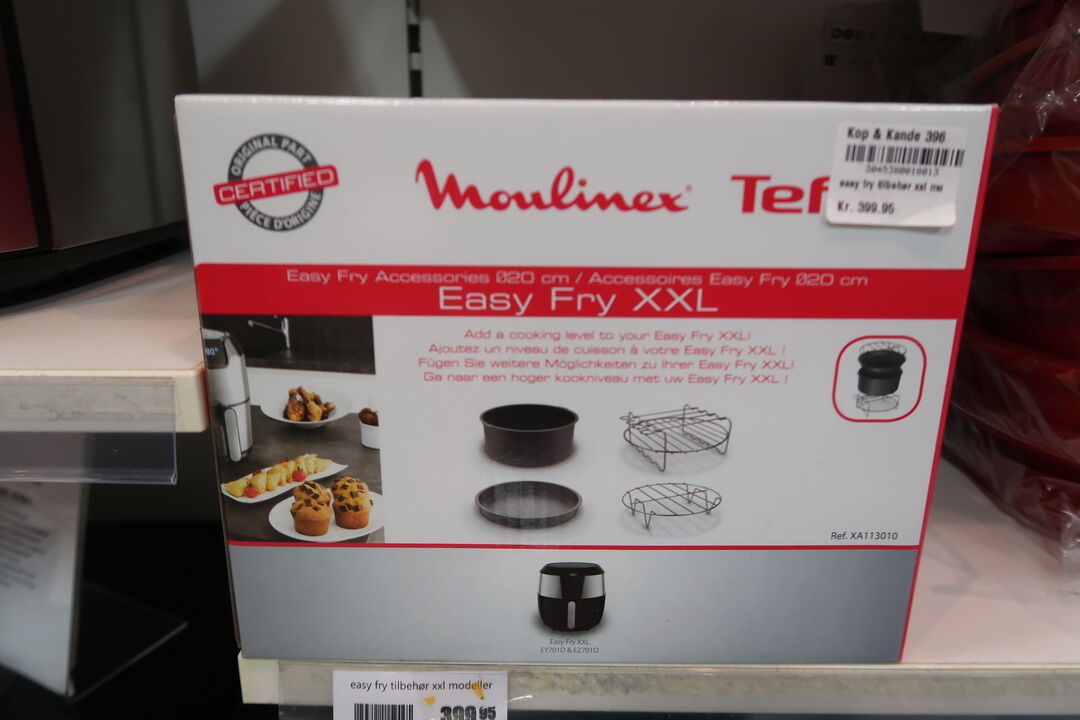 ORIGINAL PART
CERTIFIED
PIECE D'ORIGINE
Moulinex
Tef
Kop & Kande 396
3045300010013
easy fry tilbehør xxl mo
Kr. 399.95
Easy Fry Accessories Ø20 cm / Accessoires Easy Fry Ø20 cm
Easy Fry XXL
Add a cooking level to your Easy Fry XXL!
Ajoutez un niveau de cuisson à votre Easy Fry XXL !
Fügen Sie weitere Möglichkeiten zu Ihrer Easy Fry XXL!
Ga naar een hoger kookniveau met uw Easy Fry XXL !
Ref. XA113010
Easy Fry XXL
EY701D & EZ701D
easy fry tilbehør xxl modeller
399 95